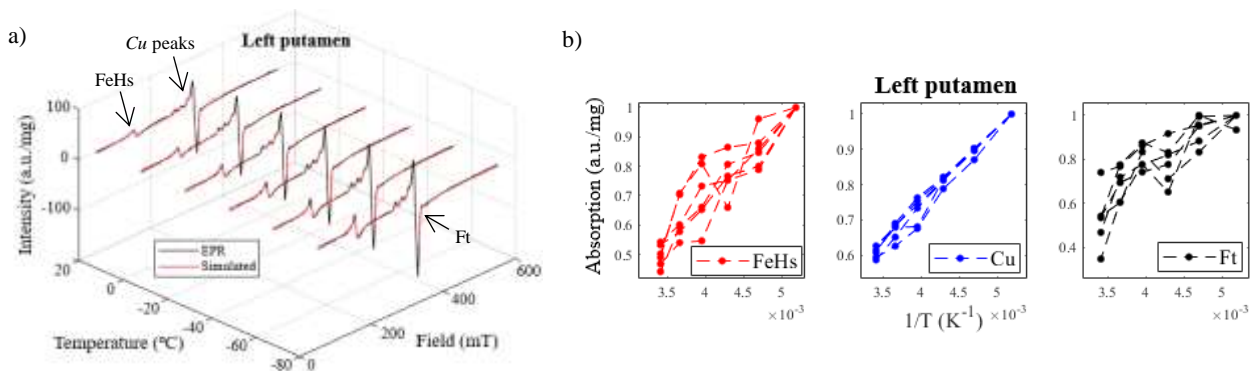 a)
Left putamen
Cu peaks
FeHs
Ft
EPR
Simulated
Intensity (a.u./mg)
100
0
-100
20
0
-20
-40
-60
-80
Temperature (°C)
0
200
400
600
Field (mT)
b)
Left putamen
Absorption (a.u./mg)
1
0.9
0.8
0.7
0.6
0.5
FeHs
3.5 4 4.5 5
×10⁻³
1
0.9
0.8
0.7
0.6
Cu
3.5 4 4.5 5
1/T (K⁻¹) ×10⁻³
1
0.8
0.6
0.4
Ft
3.5 4 4.5 5
×10⁻³